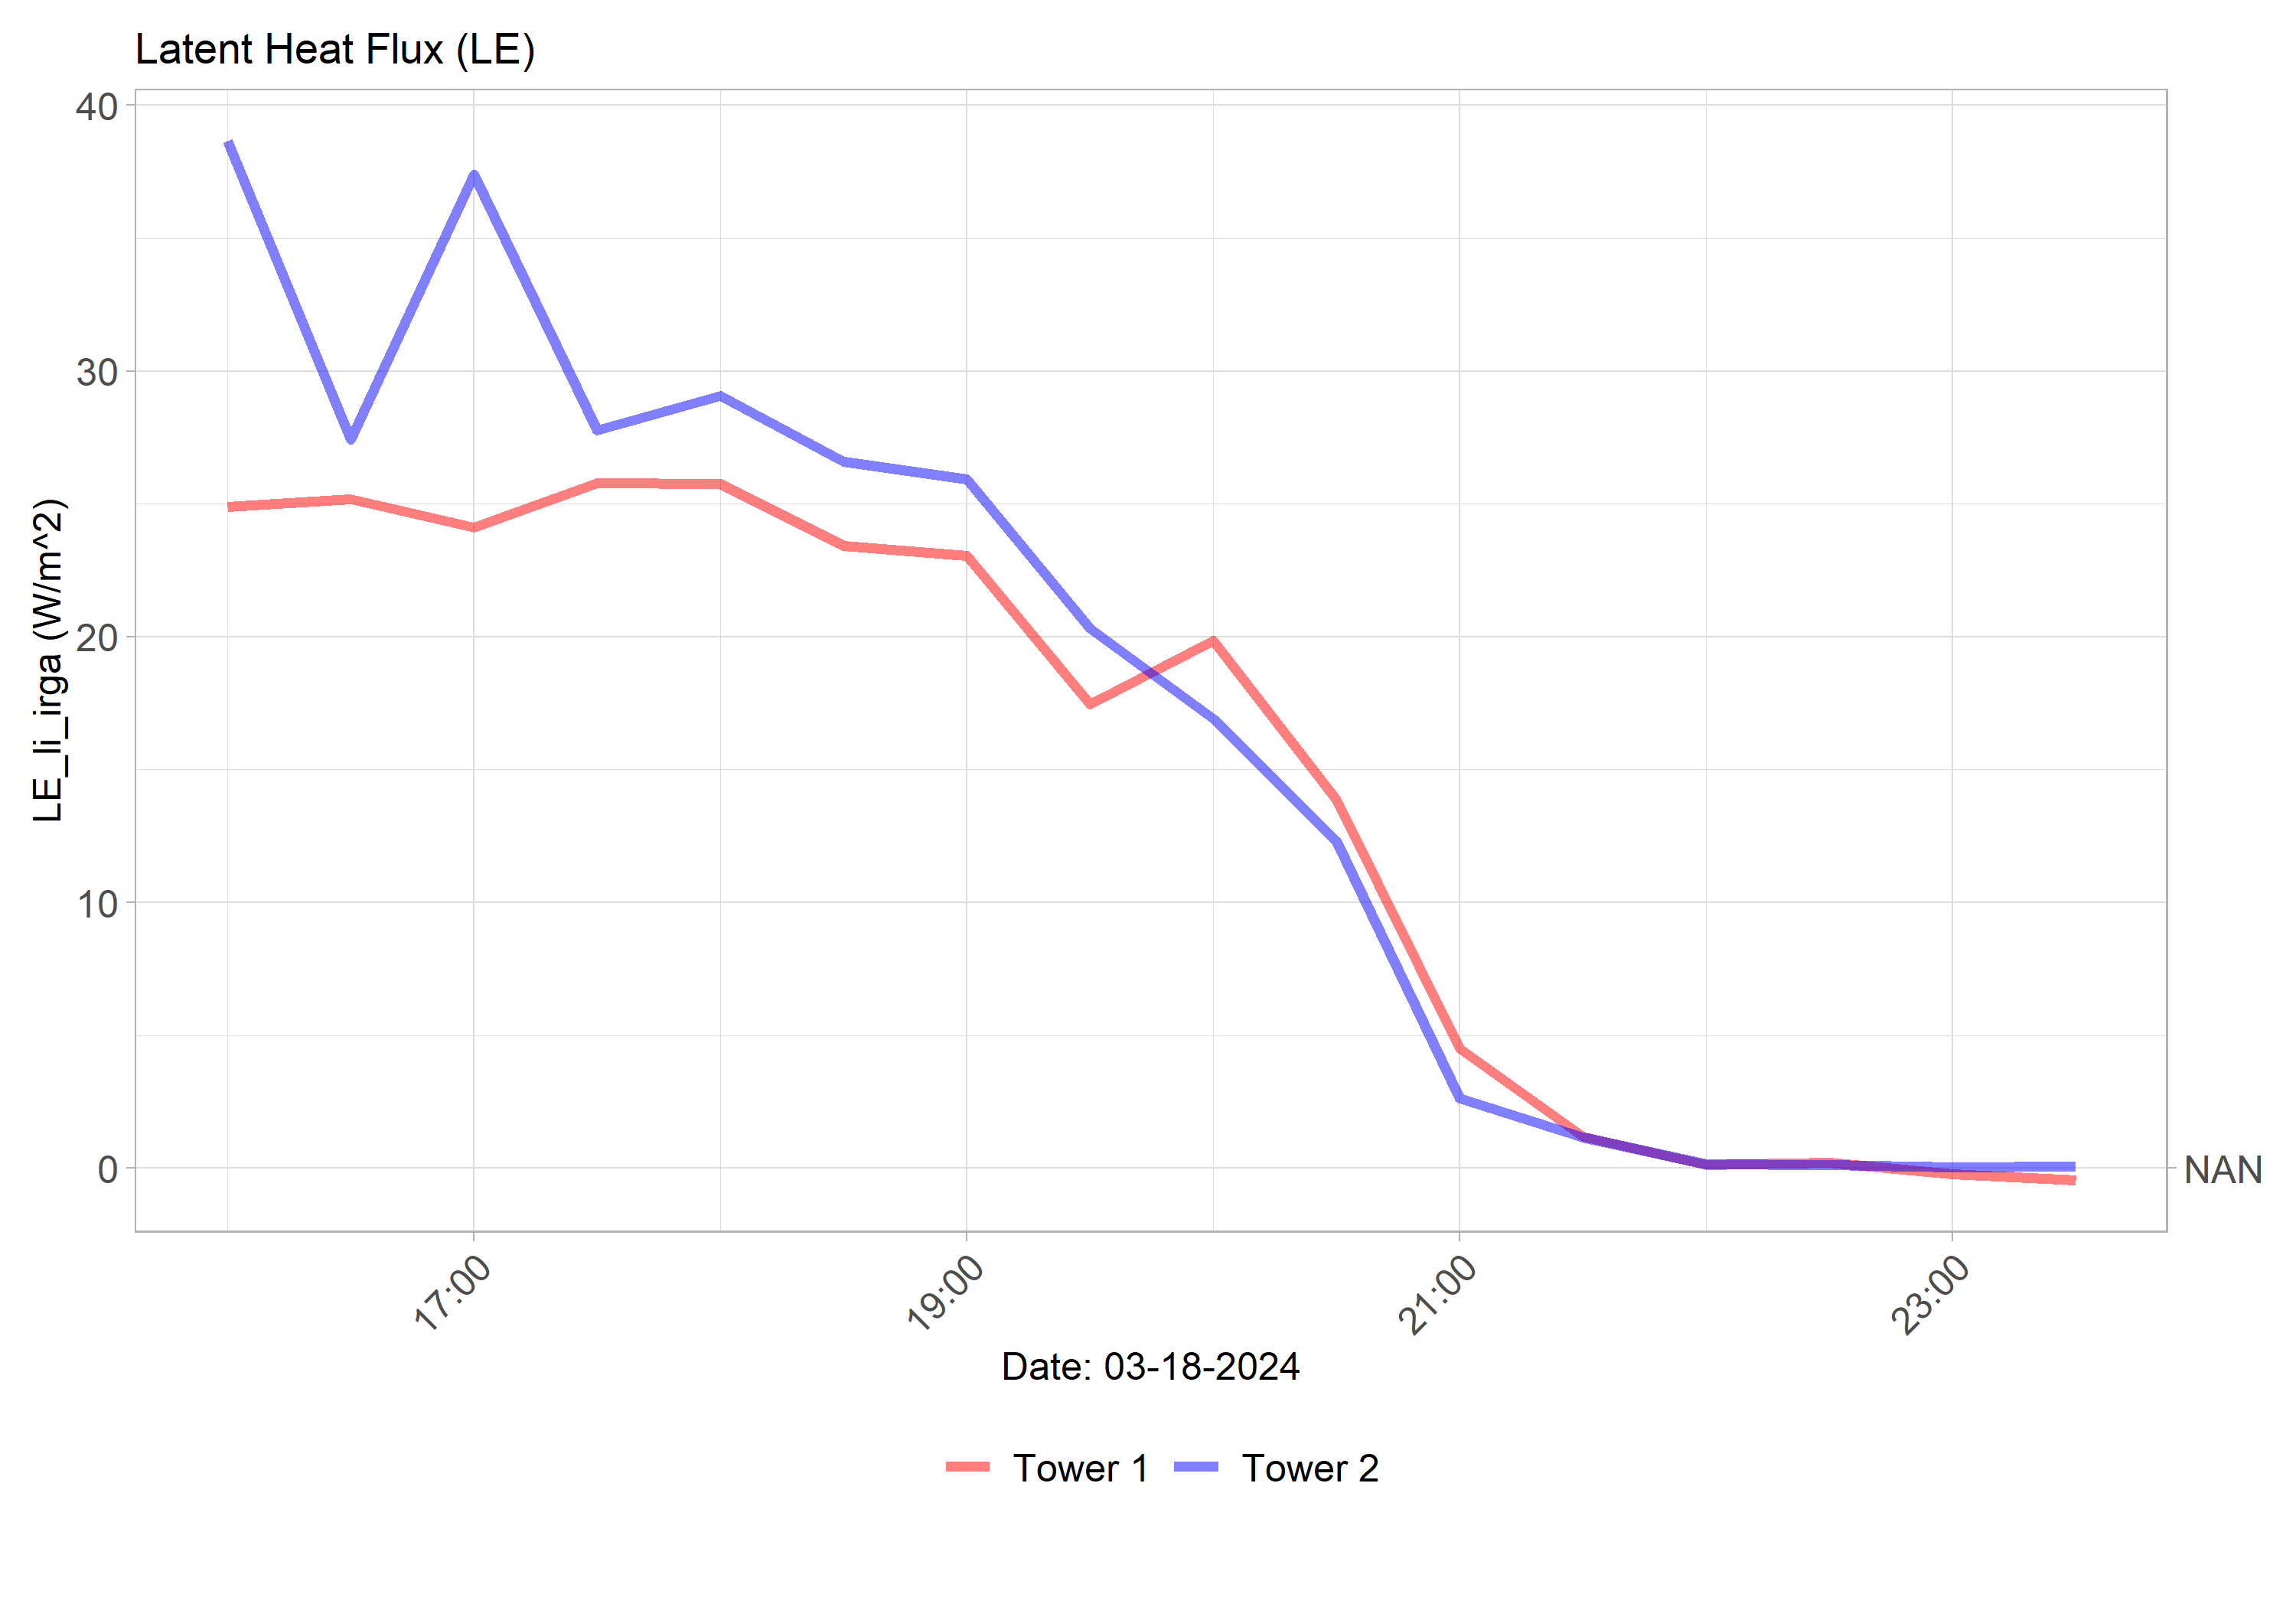 Latent Heat Flux (LE)
LE_li_irga (W/m^2)
40
30
20
10
0
NAN
17:00
19:00
21:00
23:00
Date: 03-18-2024
Tower 1
Tower 2